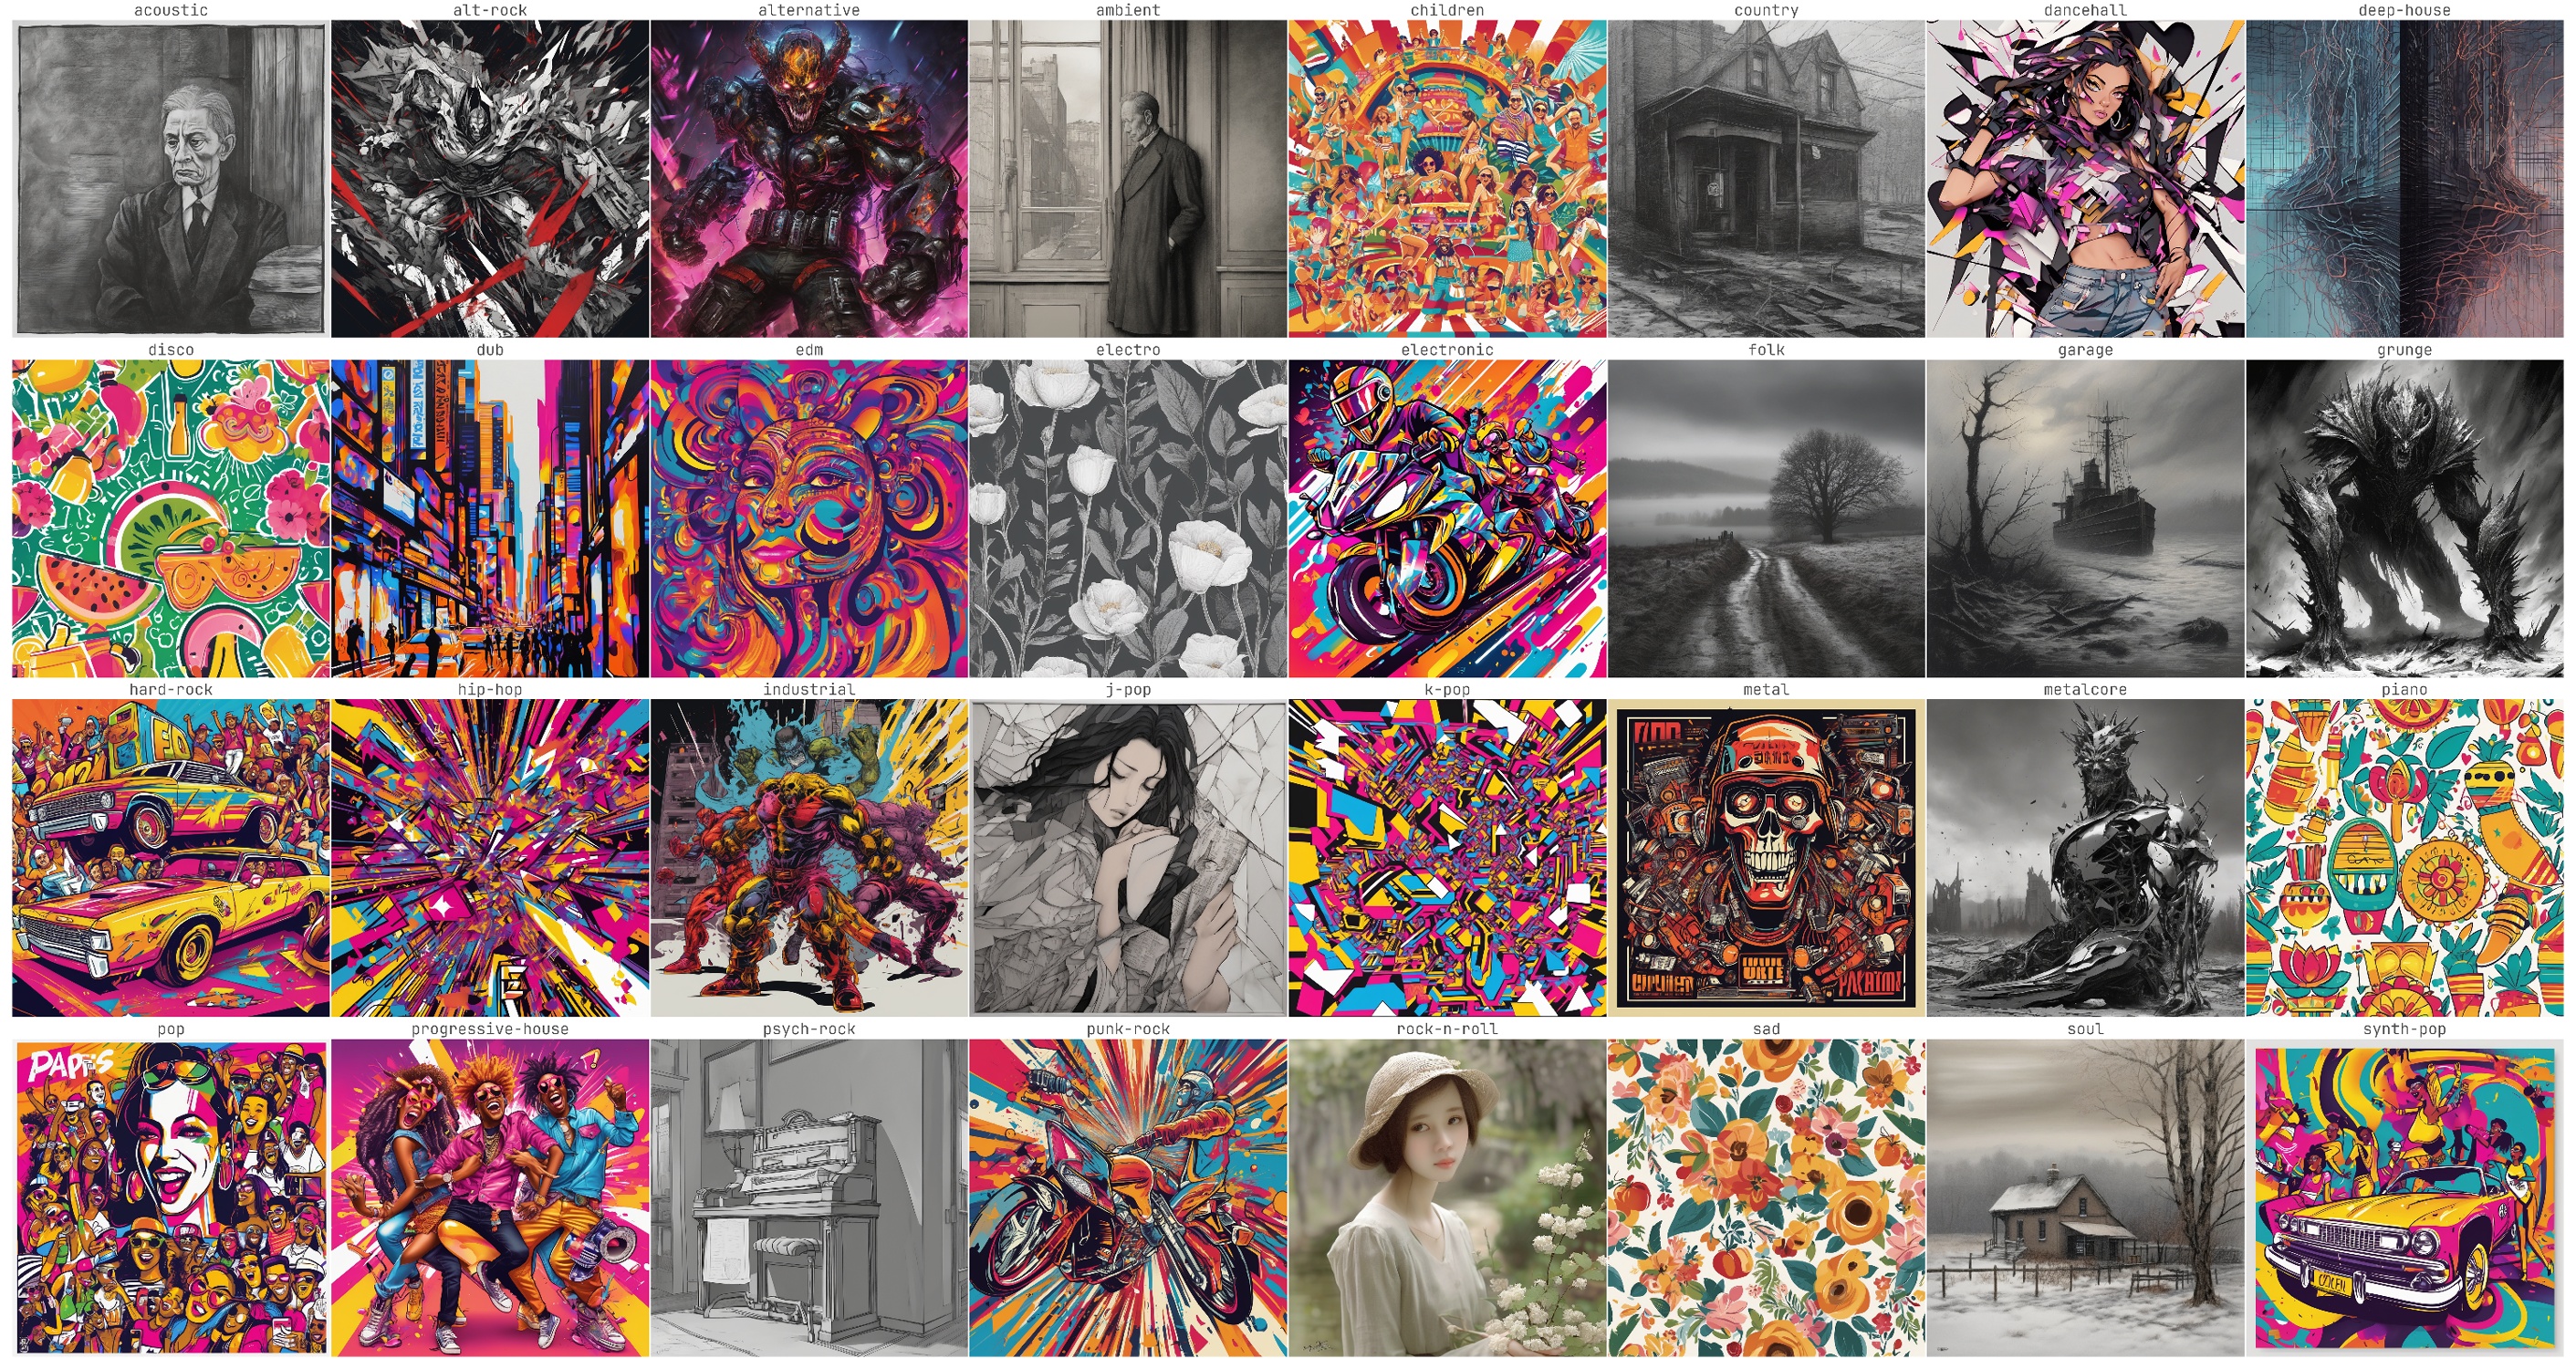 acoustic alt-rock alternative ambient children country dancehall deep-house
disco dub edm electro electronic folk garage grunge
hard-rock hip-hop industrial j-pop k-pop metal metalcore piano
pop progressive-house psych-rock punk-rock rock-n-roll sad soul synth-pop